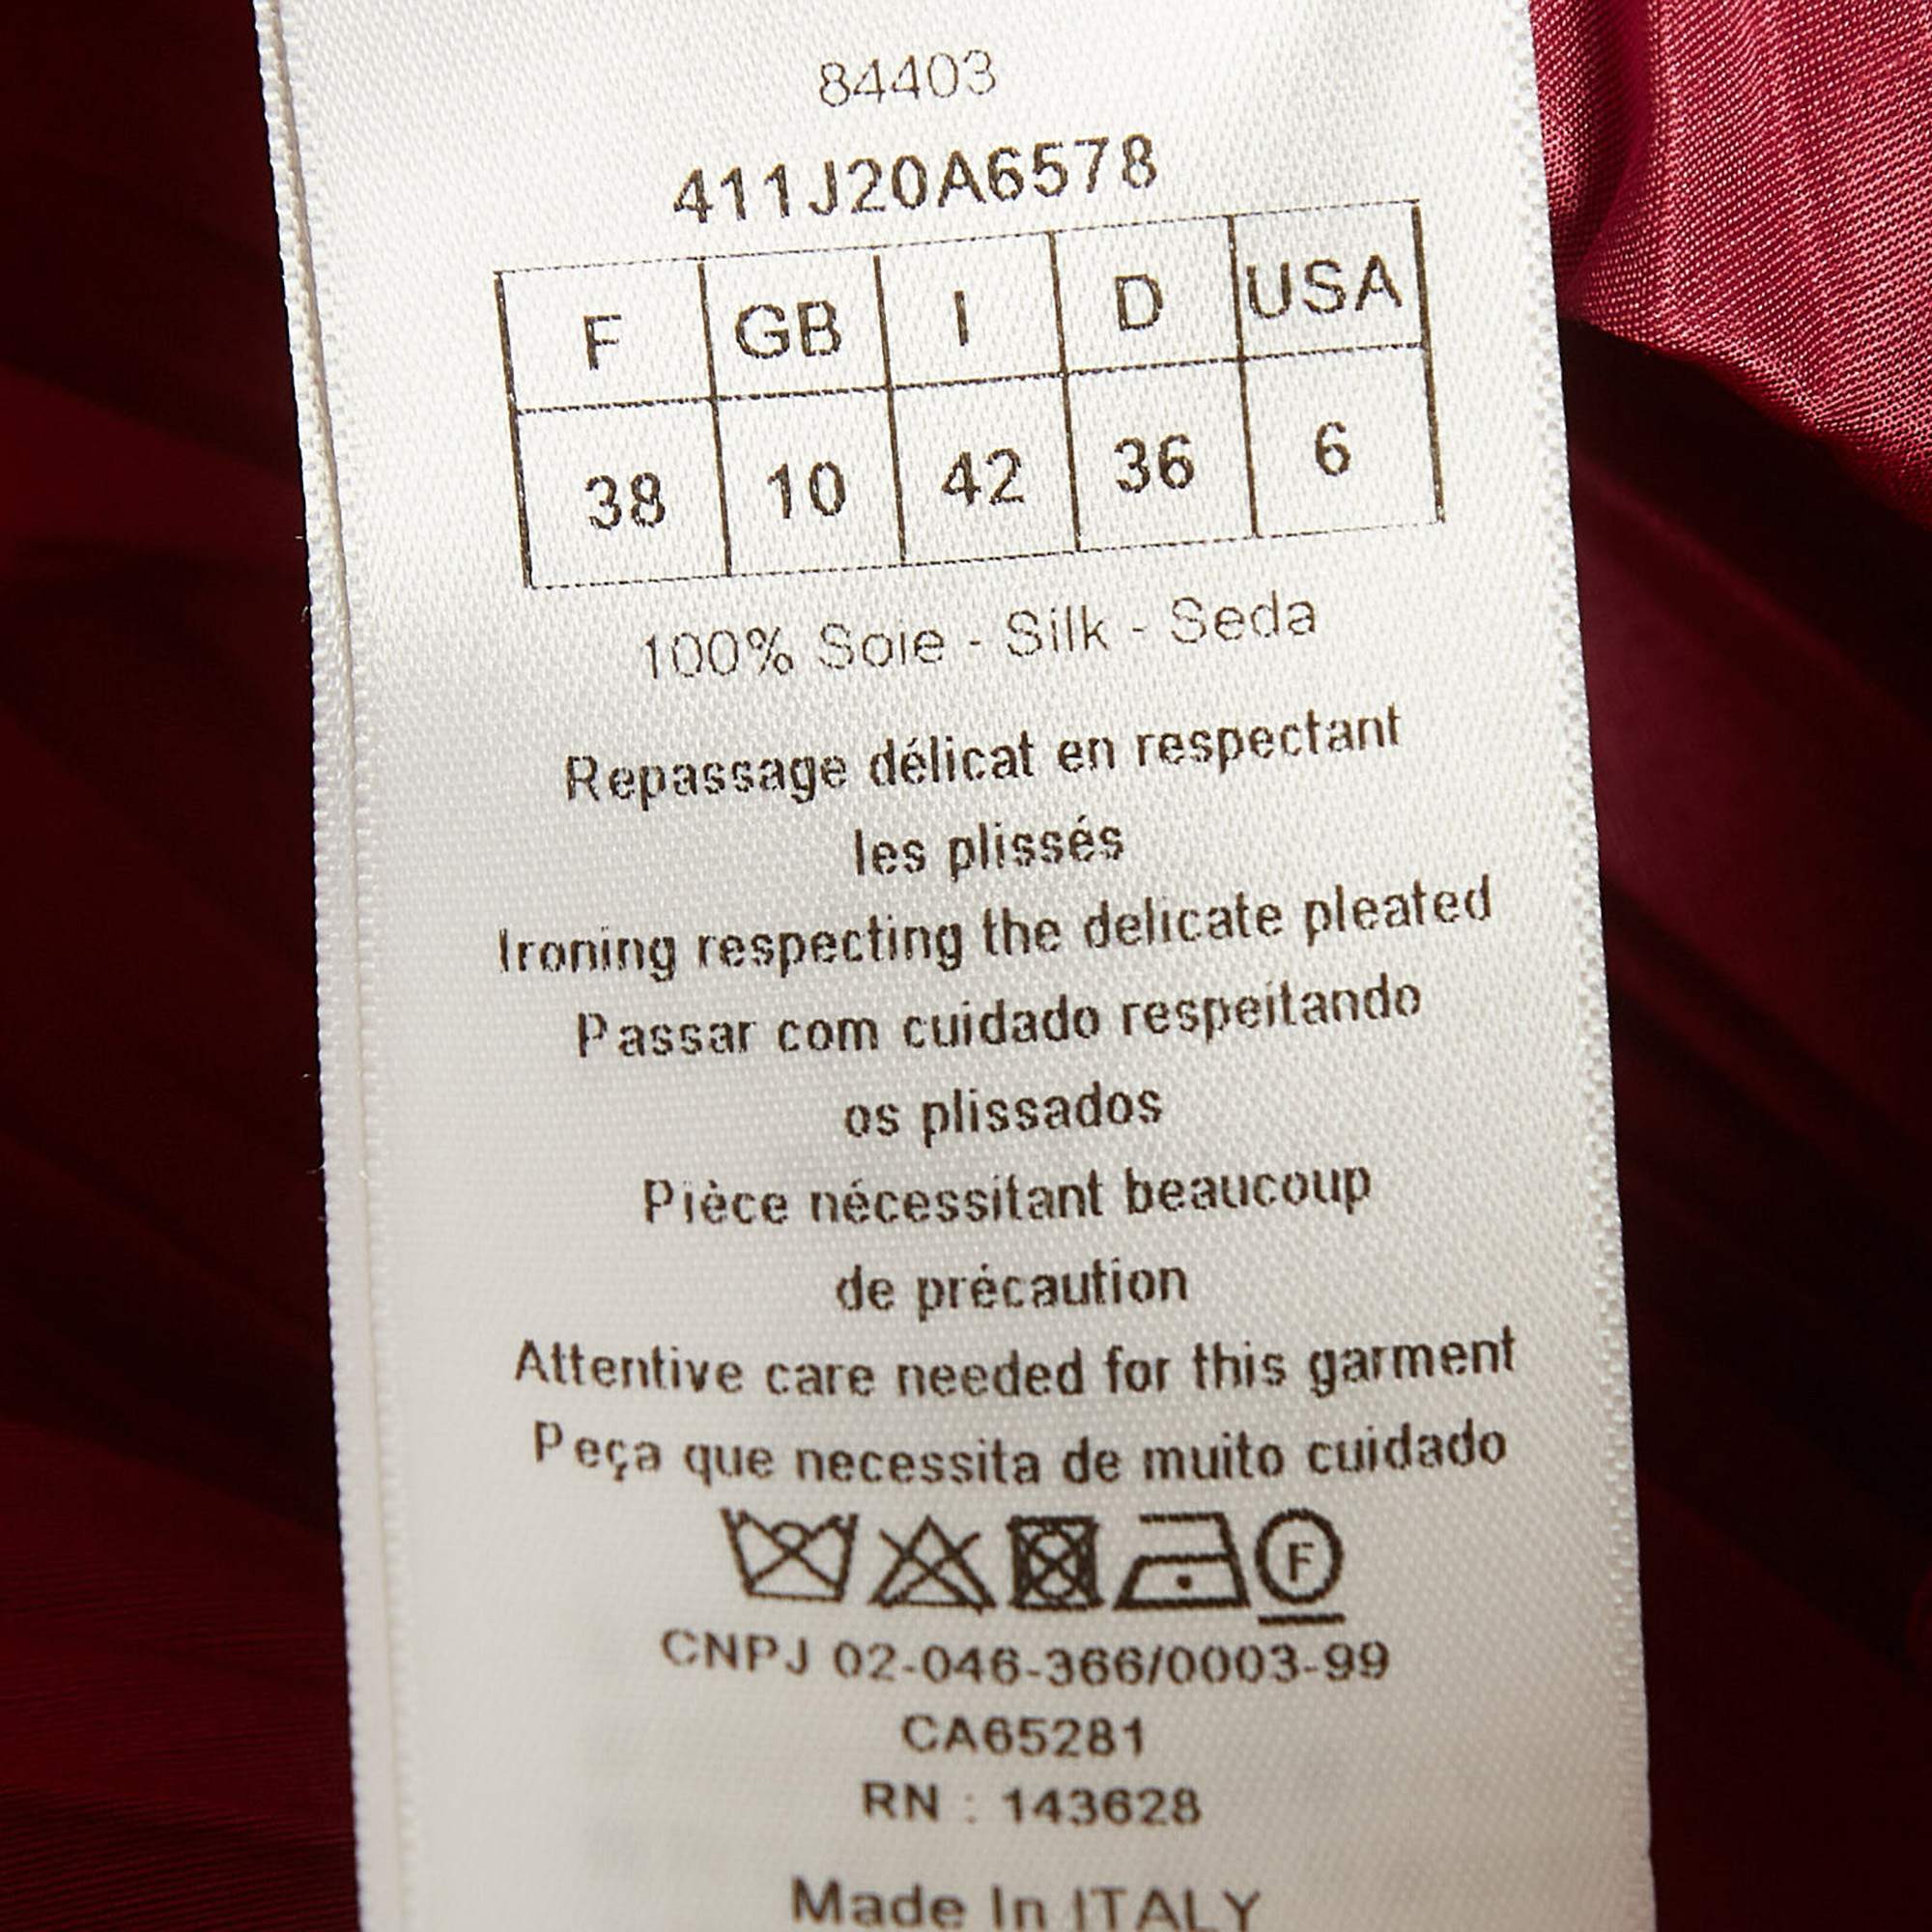 84403
411J20A6578
F GB I D USA
38 10 42 36 6
100% Soie - Silk - Seda
Repassage délicat en respectant
les plissés
Ironing respecting the delicate pleated
Passar com cuidado respeitando
os plissados
Pièce nécessitant beaucoup
de précaution
Attentive care needed for this garment
Peça que necessita de muito cuidado
F
CNPJ 02-046-366/0003-99
CA65281
RN : 143628
Made In ITALY